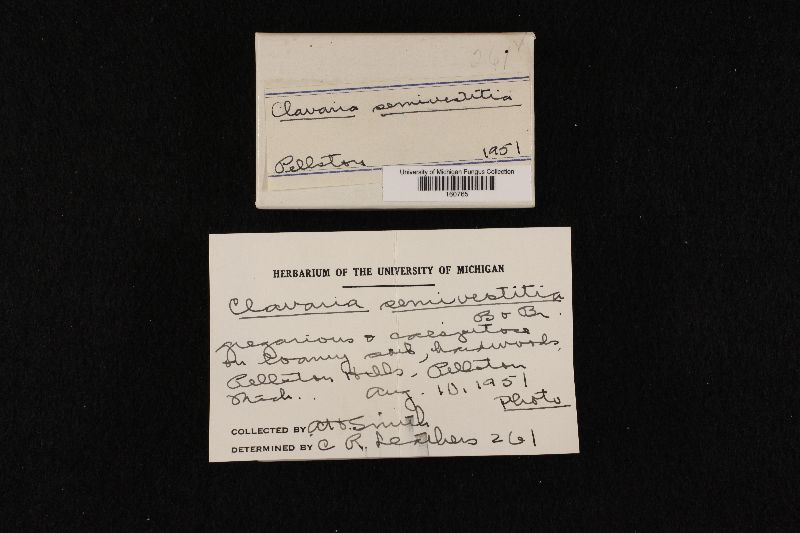 261
Clavaria semivestitia
Pellston 1951
University of Michigan Fungus Collection
160765
HERBARIUM OF THE UNIVERSITY OF MICHIGAN
Clavaria semivestitia
B & Br.
gregarious & caespitose
on loamy soil, hardwoods,
Pellston Hills - Pellston
Mich.. Aug. 10, 1951
Photo
COLLECTED BY A H Smith
DETERMINED BY C R Leathers 261